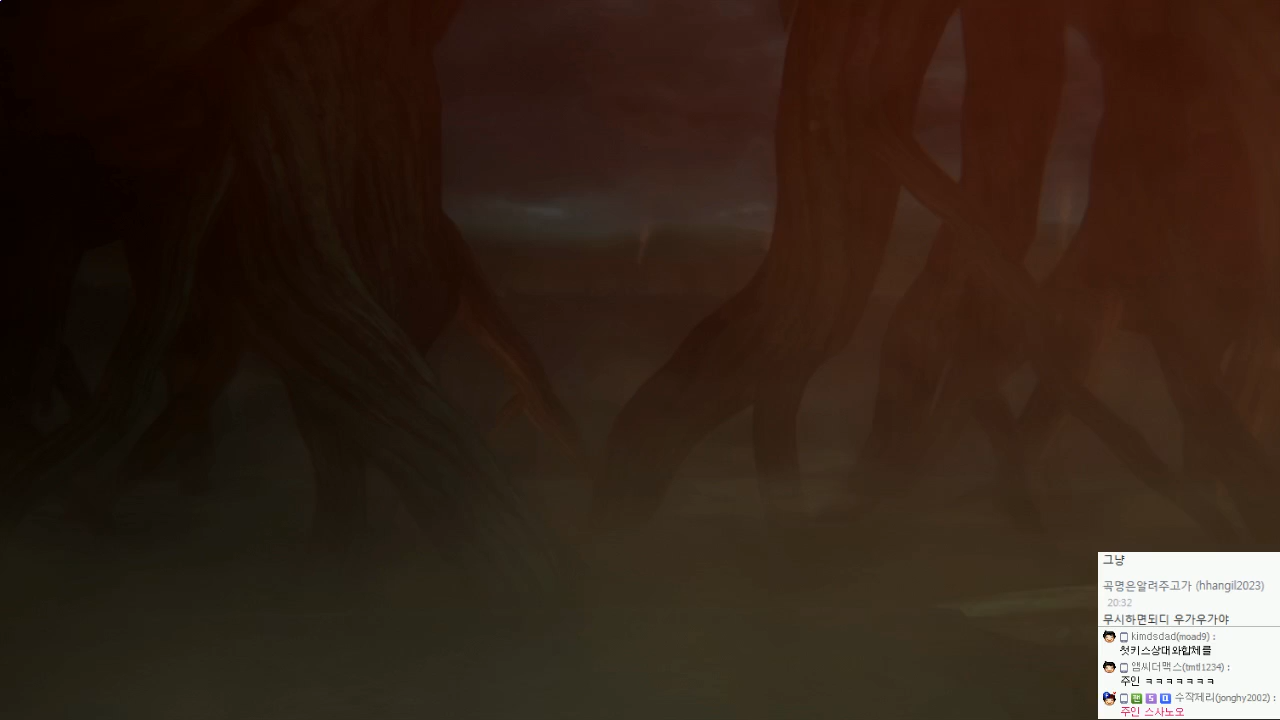 그냥
곡명은알려주고가 (hhangil2023)
20:32
무시하면되디 우가우가야
kimdsdad(moad9) :
첫키스상대와합체를
앰씨더맥스(tmtl1234) :
주인 ㅋㅋㅋㅋㅋㅋㅋ
팬 S 수작제리(jonghy2002) :
주인 스사노오